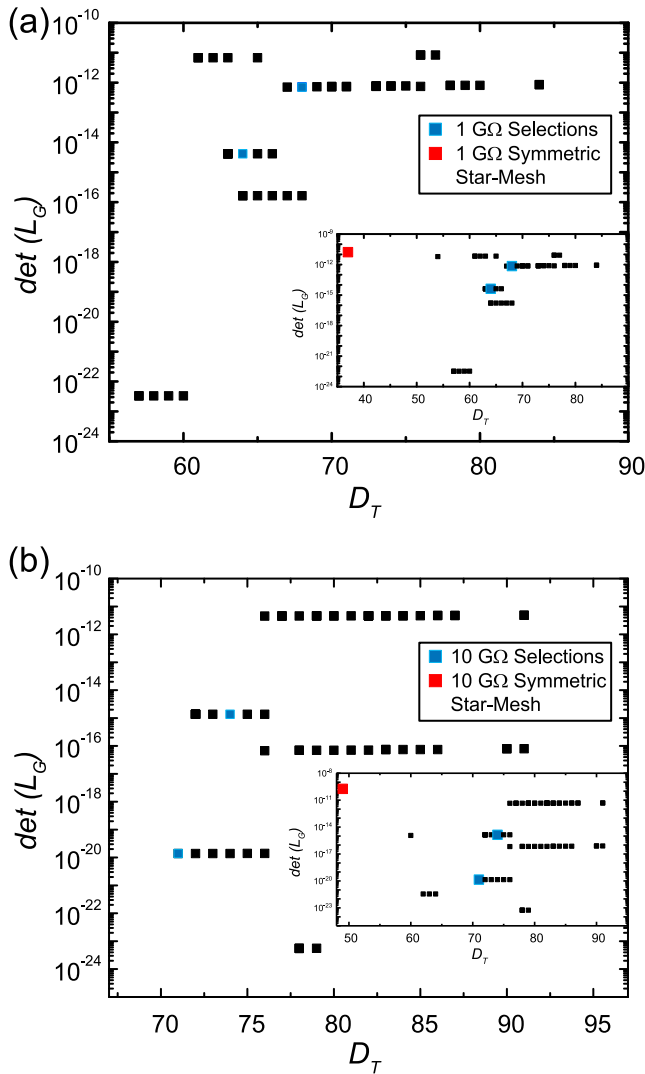 (a)
10⁻¹⁰
10⁻¹²
10⁻¹⁴
10⁻¹⁶
10⁻¹⁸
10⁻²⁰
10⁻²²
10⁻²⁴
det (L_G)
1 GΩ Selections
1 GΩ Symmetric
Star-Mesh
10⁻⁹
10⁻¹²
10⁻¹⁵
10⁻¹⁸
10⁻²¹
10⁻²⁴
det (L_G)
40 50 60 70 80
D_T
60 70 80 90
D_T
(b)
10⁻¹⁰
10⁻¹²
10⁻¹⁵
10⁻¹⁶
10⁻¹⁸
10⁻²⁰
10⁻²²
10⁻²⁴
det (L_G)
10 GΩ Selections
10 GΩ Symmetric
Star-Mesh
10⁻⁸
10⁻¹¹
10⁻¹⁴
10⁻¹⁷
10⁻²⁰
10⁻²³
det (L_G)
50 60 70 80 90
D_T
70 75 80 85 90 95
D_T